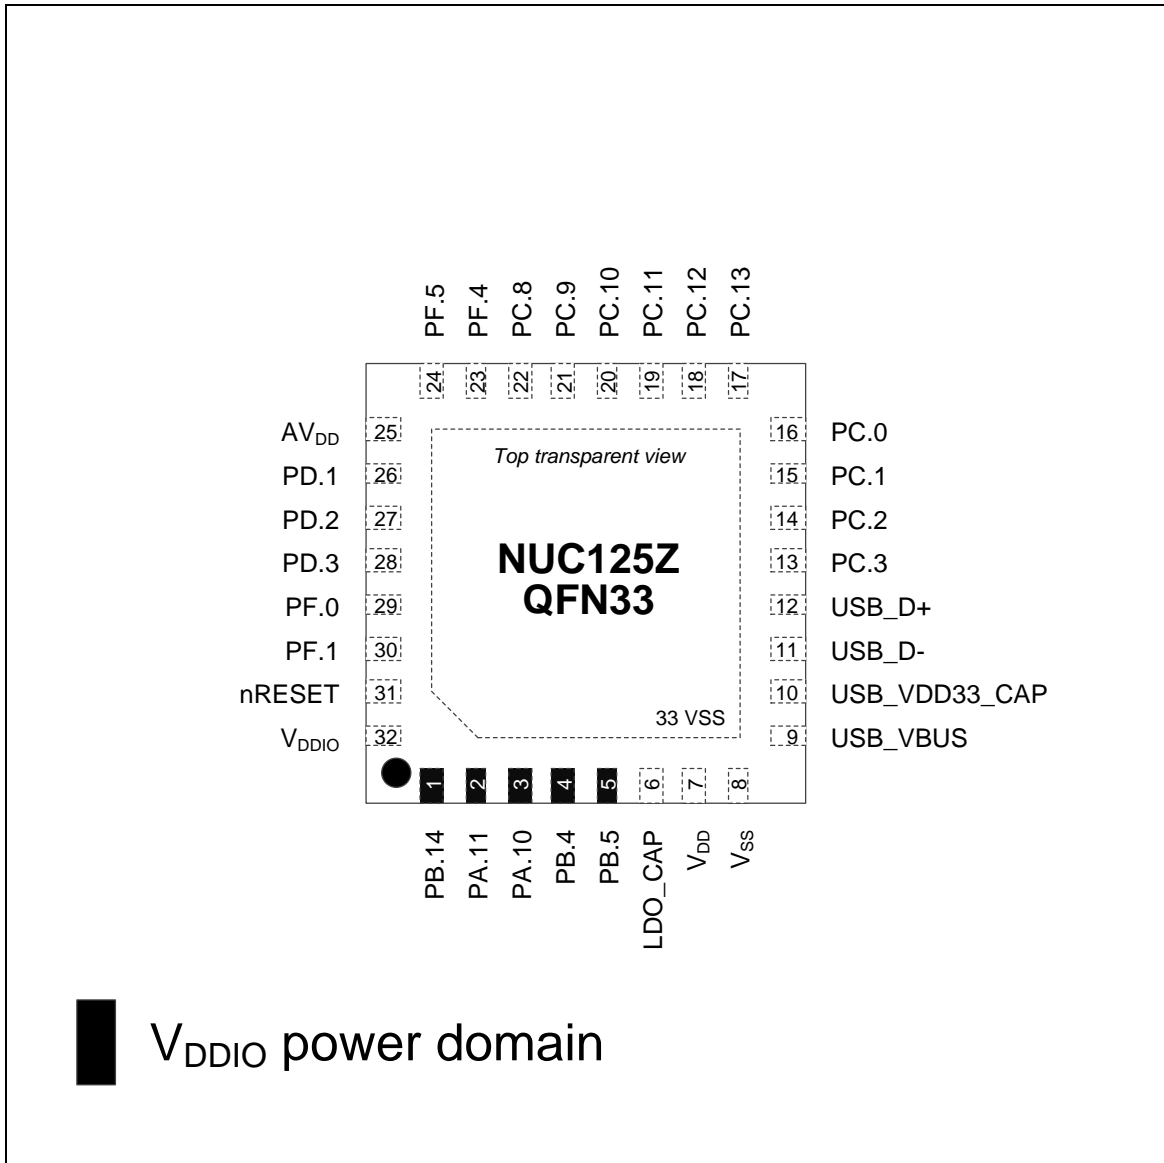 PF.5 PF.4 PC.8 PC.9 PC.10 PC.11 PC.12 PC.13
24 23 22 21 20 19 18 17
AVDD 25 16 PC.0
Top transparent view
PD.1 26 15 PC.1
PD.2 27 14 PC.2
NUC125Z
PD.3 28 13 PC.3
QFN33
PF.0 29 12 USB_D+
PF.1 30 11 USB_D-
nRESET 31 10 USB_VDD33_CAP
33 VSS
VDDIO 32 9 USB_VBUS
1 2 3 4 5 6 7 8
PB.14 PA.11 PA.10 PB.4 PB.5 LDO_CAP VDD VSS
VDDIO power domain